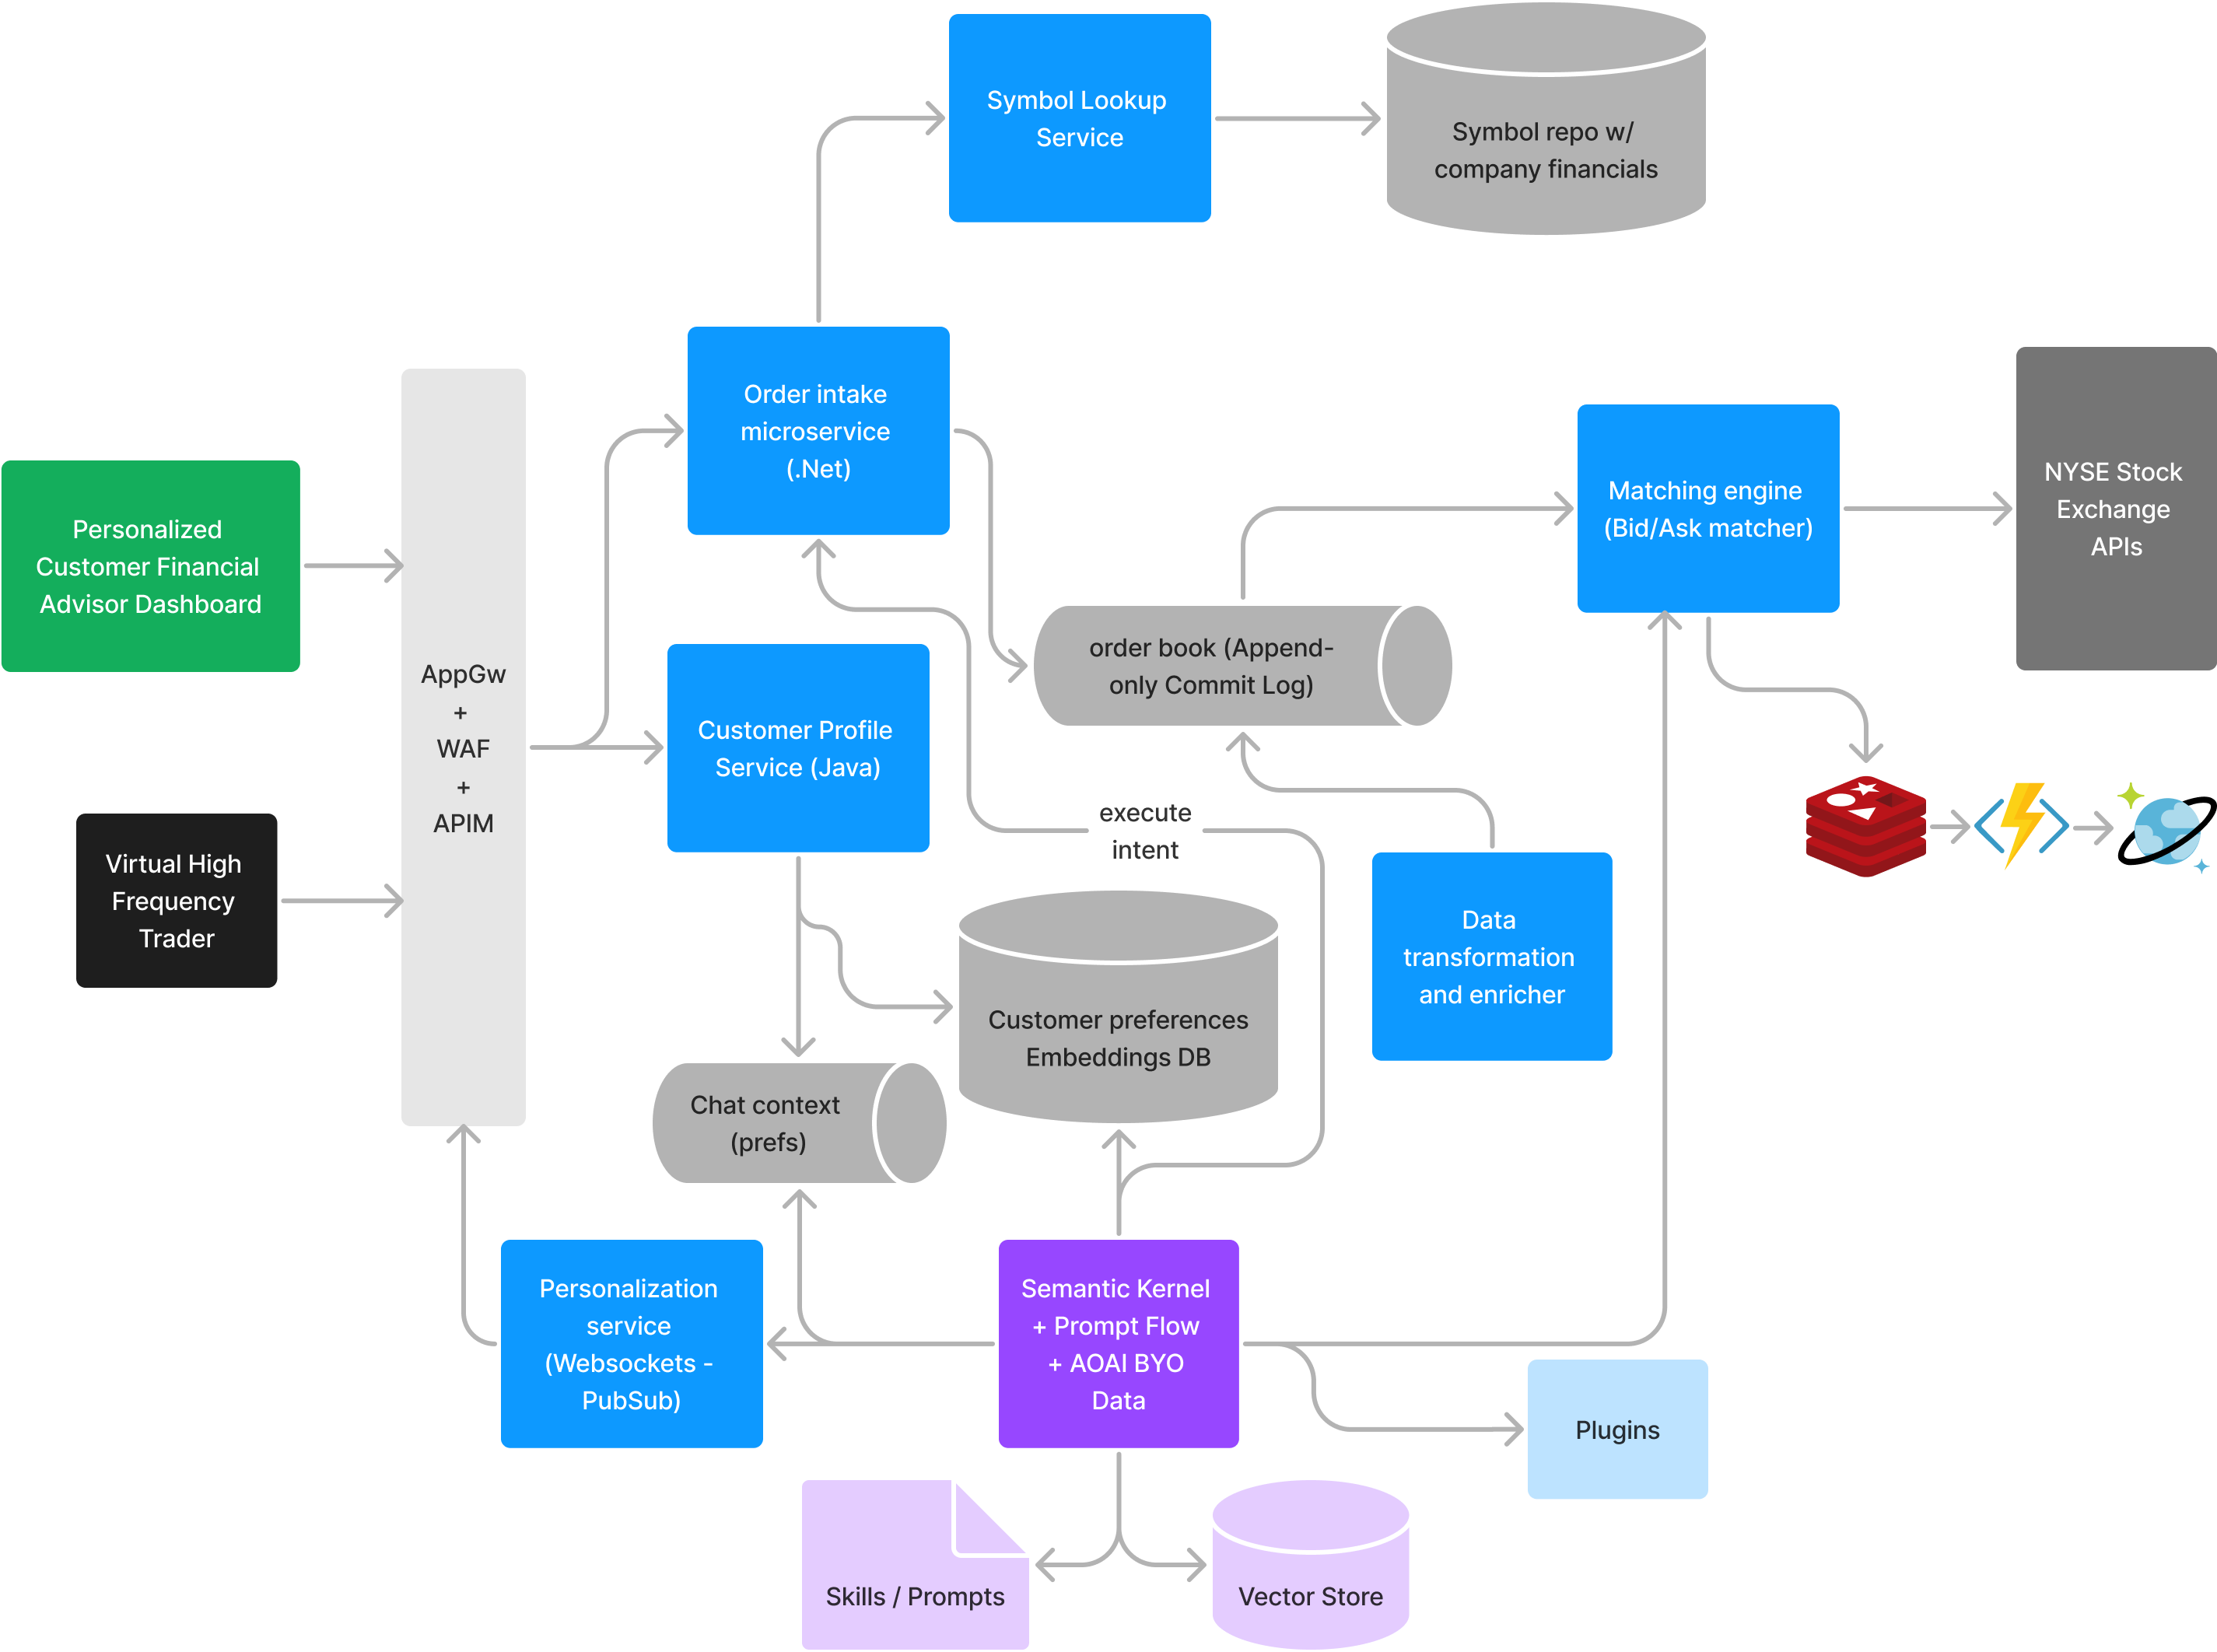 Symbol Lookup
Service
Symbol repo w/
company financials
Order intake
microservice
(.Net)
NYSE Stock
Exchange
APIs
Matching engine
(Bid/Ask matcher)
Personalized
Customer Financial
Advisor Dashboard
AppGw
+
WAF
+
APIM
order book (Append-
only Commit Log)
Customer Profile
Service (Java)
execute
intent
Virtual High
Frequency
Trader
Data
transformation
and enricher
Customer preferences
Embeddings DB
Chat context
(prefs)
Personalization
service
(Websockets -
PubSub)
Semantic Kernel
+ Prompt Flow
+ AOAI BYO
Data
Plugins
Skills / Prompts
Vector Store